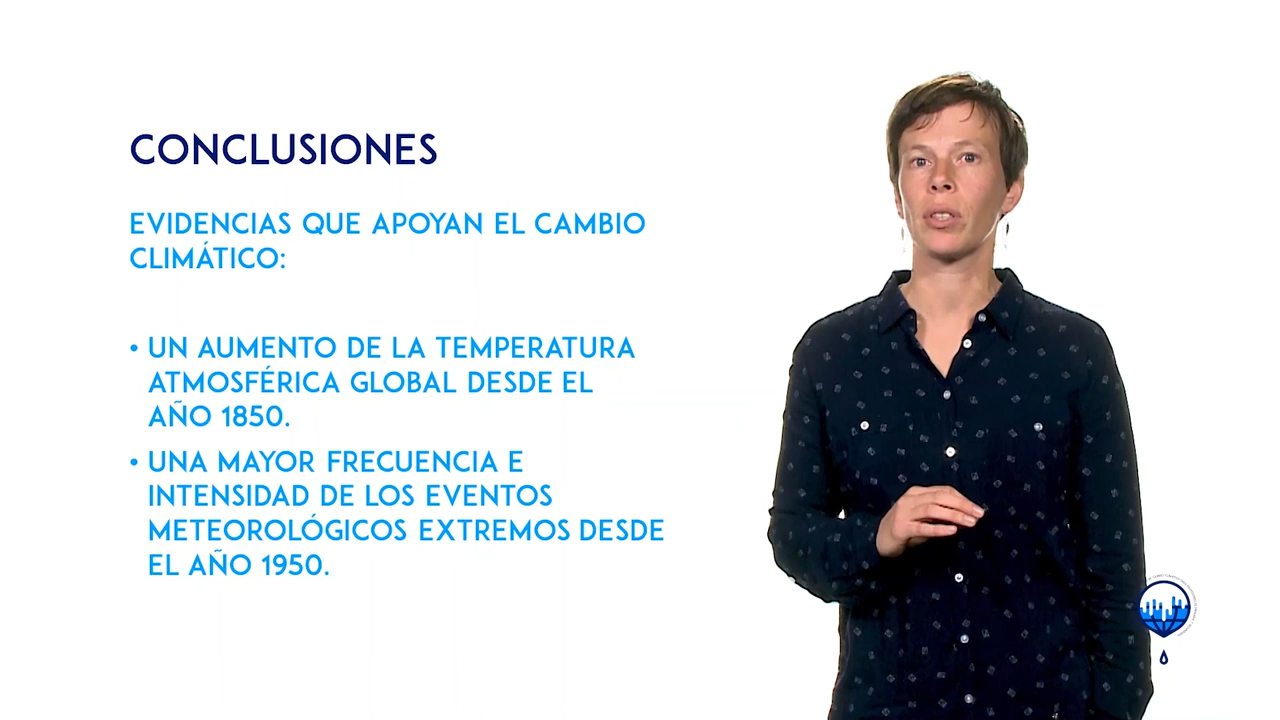 CONCLUSIONES
EVIDENCIAS QUE APOYAN EL CAMBIO
CLIMÁTICO:
• UN AUMENTO DE LA TEMPERATURA
ATMOSFÉRICA GLOBAL DESDE EL
AÑO 1850.
• UNA MAYOR FRECUENCIA E
INTENSIDAD DE LOS EVENTOS
METEOROLÓGICOS EXTREMOS DESDE
EL AÑO 1950.